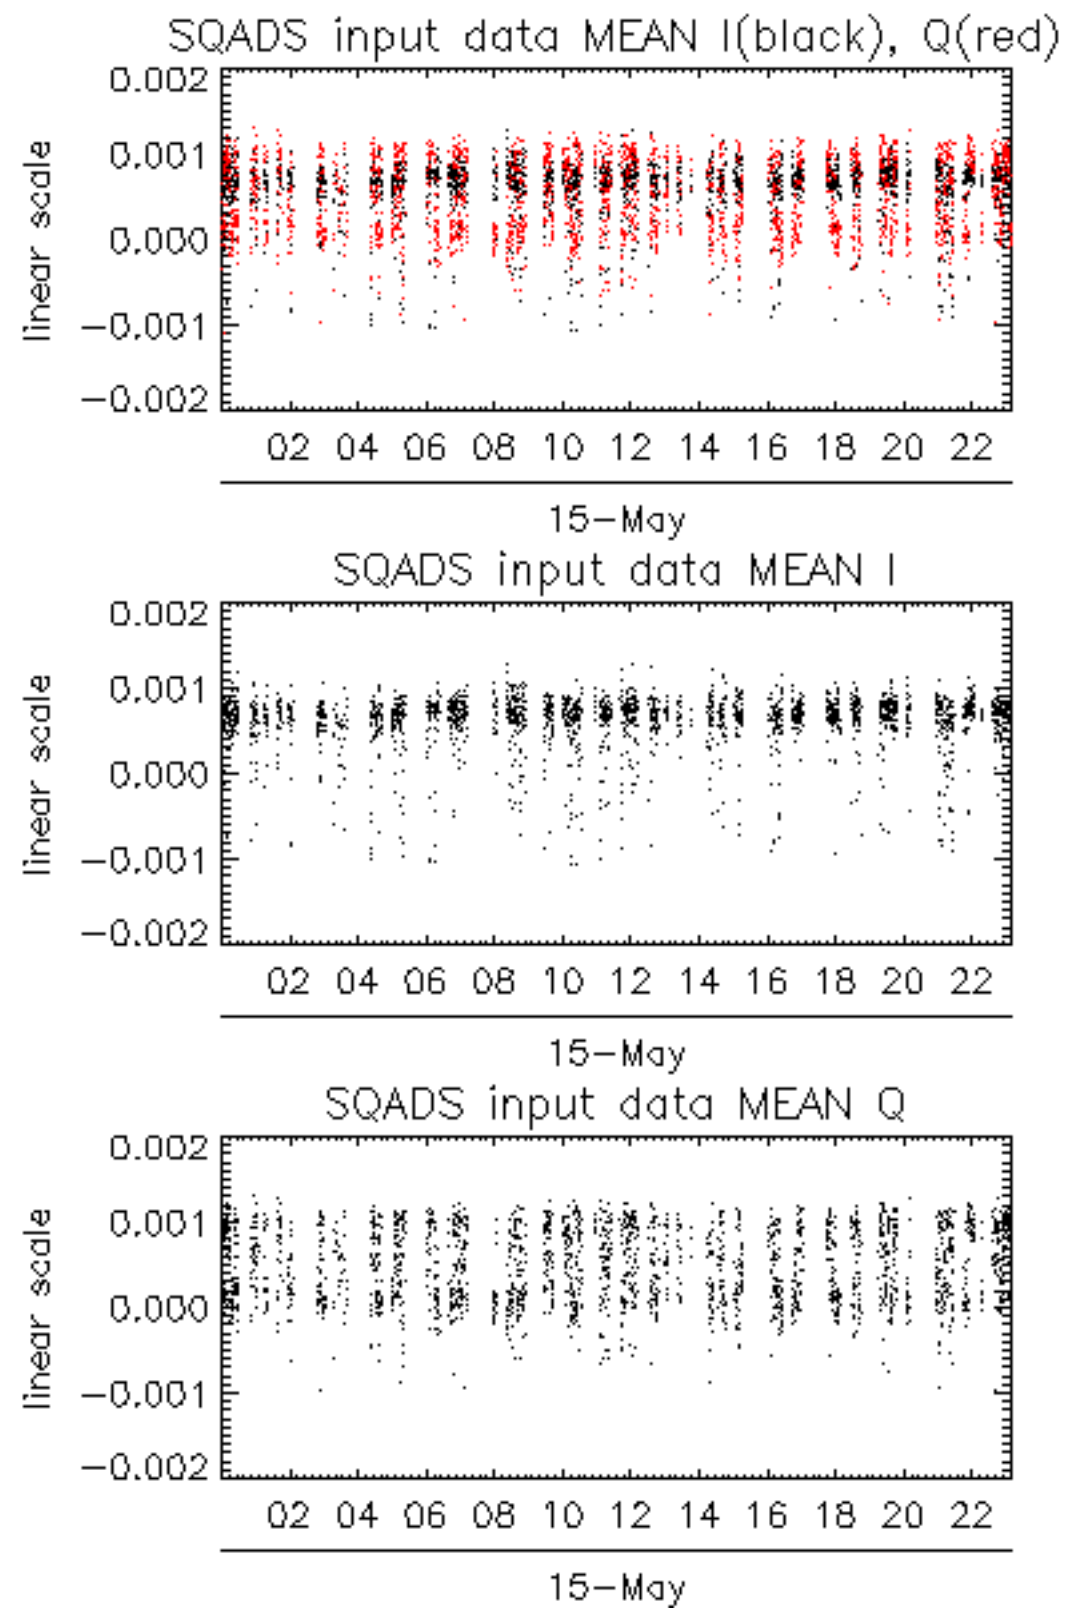 SQADS input data MEAN I(black), Q(red)
linear scale
0.002
0.001
0.000
−0.001
−0.002
02 04 06 08 10 12 14 16 18 20 22
15−May
SQADS input data MEAN I
linear scale
0.002
0.001
0.000
−0.001
−0.002
02 04 06 08 10 12 14 16 18 20 22
15−May
SQADS input data MEAN Q
linear scale
0.002
0.001
0.000
−0.001
−0.002
02 04 06 08 10 12 14 16 18 20 22
15−May